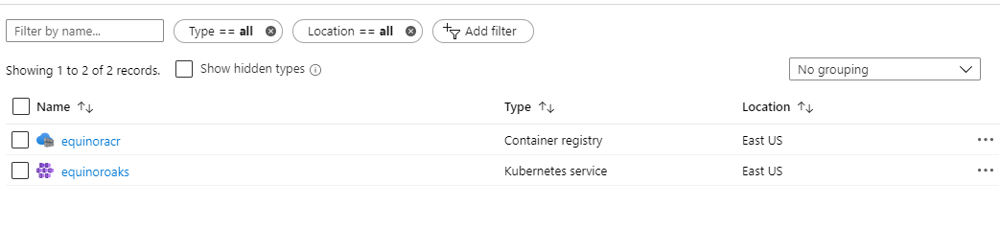 Filter by name...
Type == all
Location == all
Add filter
Showing 1 to 2 of 2 records.
Show hidden types
No grouping
Name Type Location
equinoracr Container registry East US
equinoroaks Kubernetes service East US